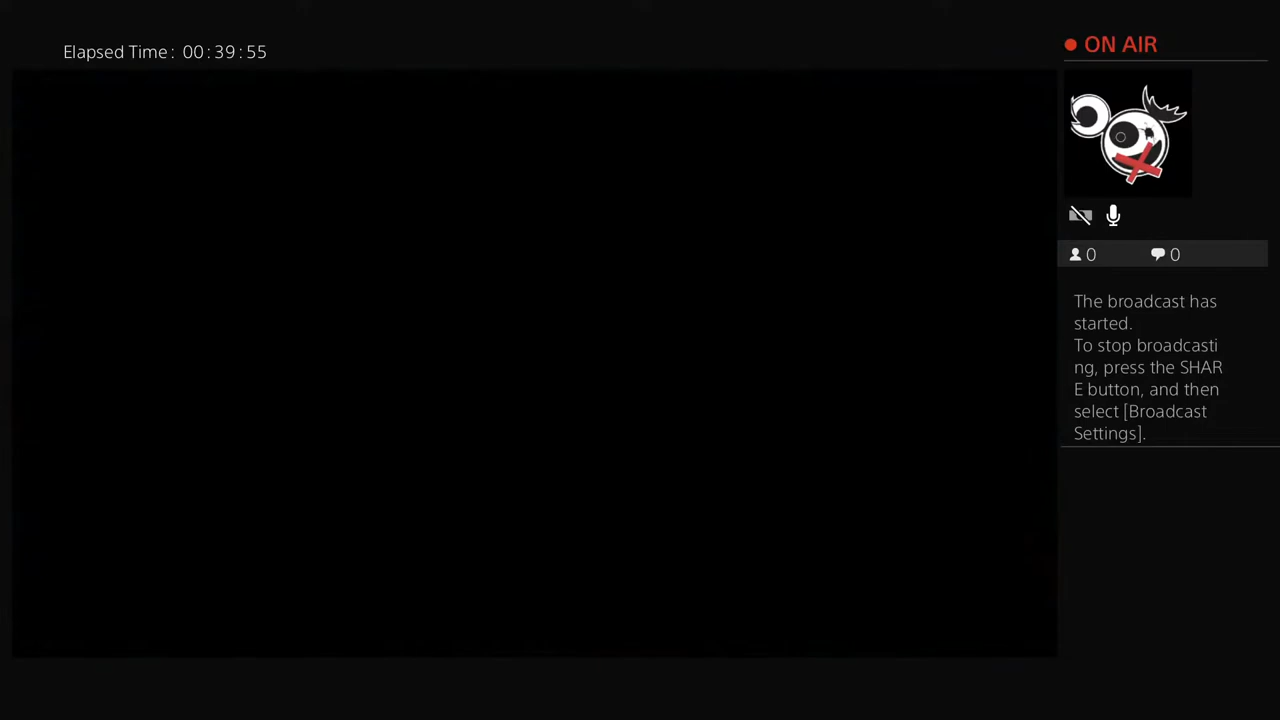 Elapsed Time: 00:39:55
ON AIR
0 0
The broadcast has
started.
To stop broadcasti
ng, press the SHAR
E button, and then
select [Broadcast
Settings].